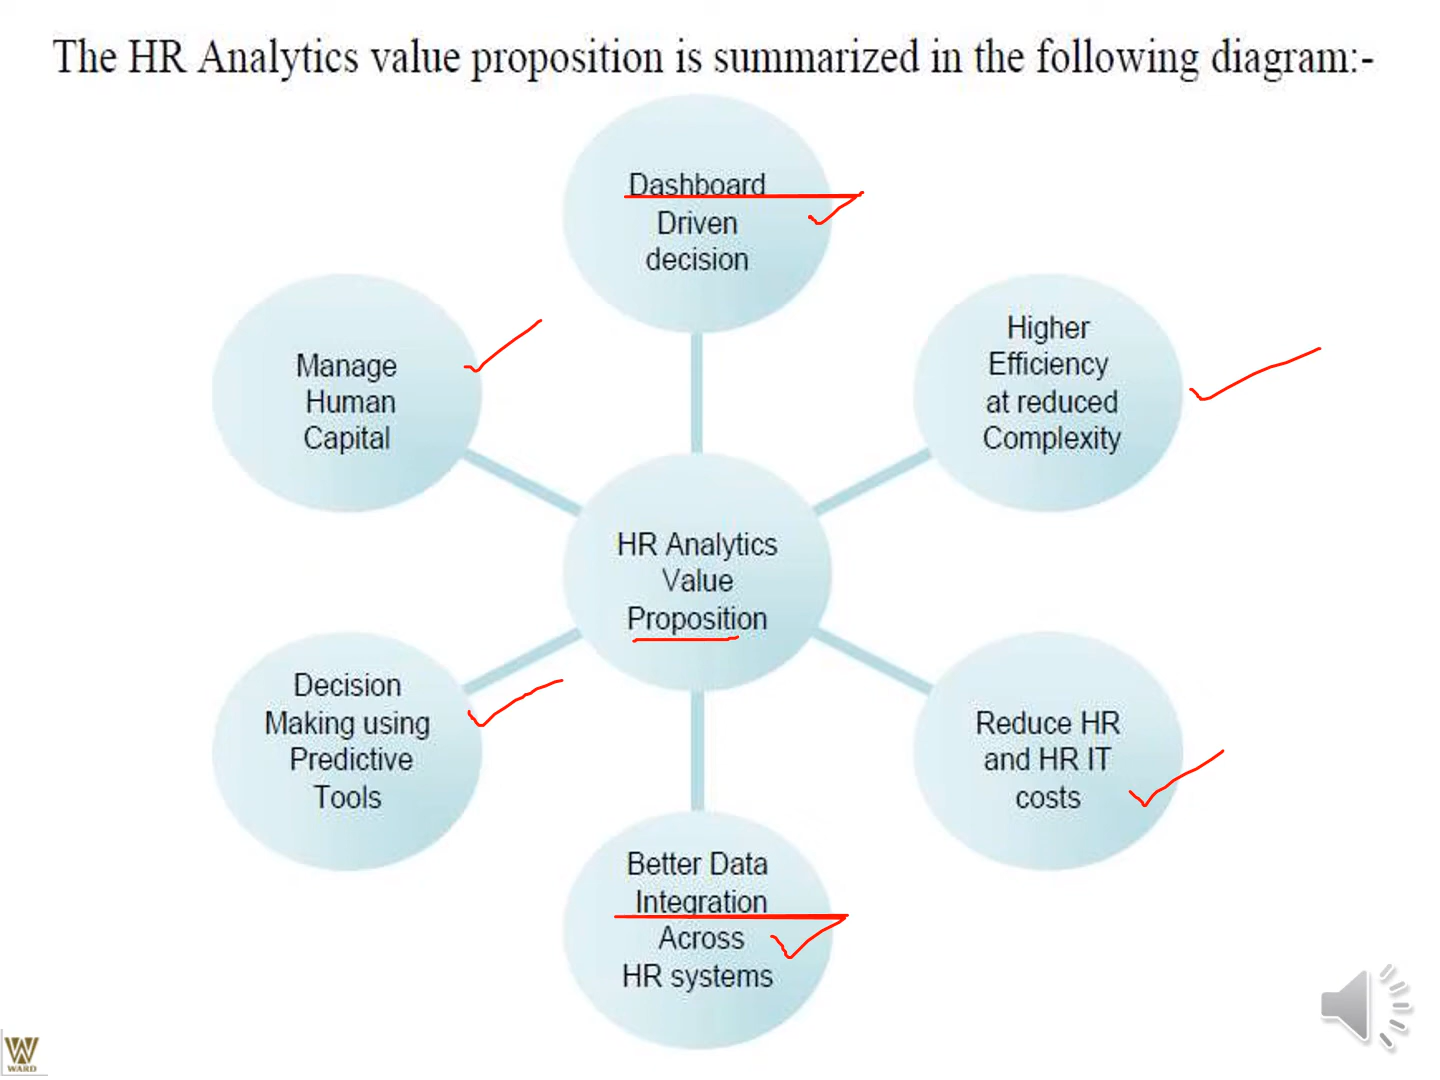 The HR Analytics value proposition is summarized in the following diagram:-
Dashboard
Driven
decision
Higher
Efficiency
at reduced
Complexity
Manage
Human
Capital
HR Analytics
Value
Proposition
Decision
Making using
Predictive
Tools
Reduce HR
and HR IT
costs
Better Data
Integration
Across
HR systems
WARD